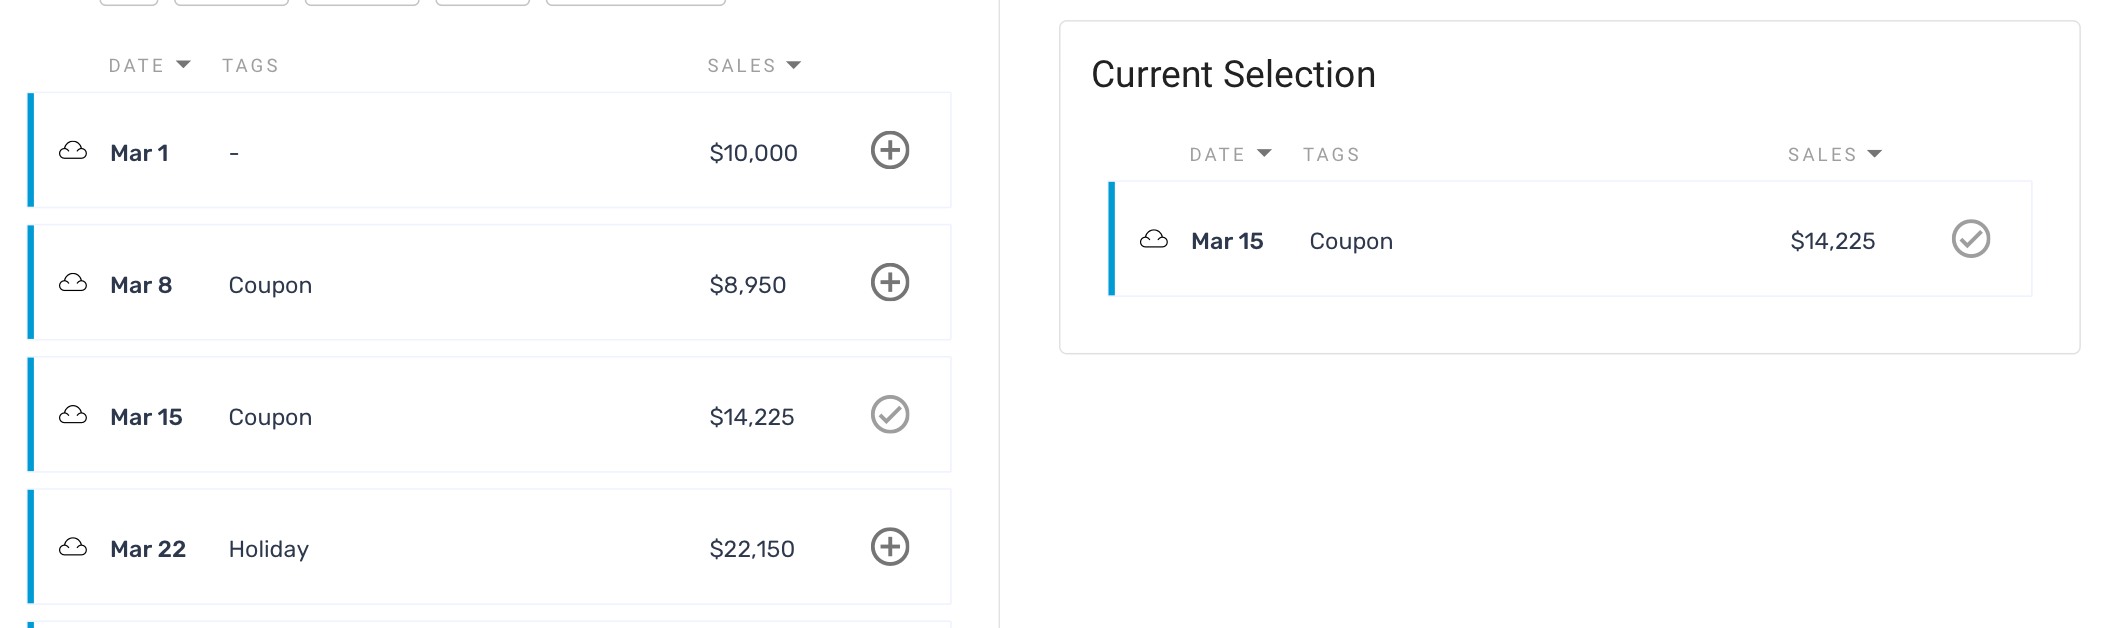 DATE TAGS SALES
Mar 1 - $10,000
Mar 8 Coupon $8,950
Mar 15 Coupon $14,225
Mar 22 Holiday $22,150
Current Selection
DATE TAGS SALES
Mar 15 Coupon $14,225